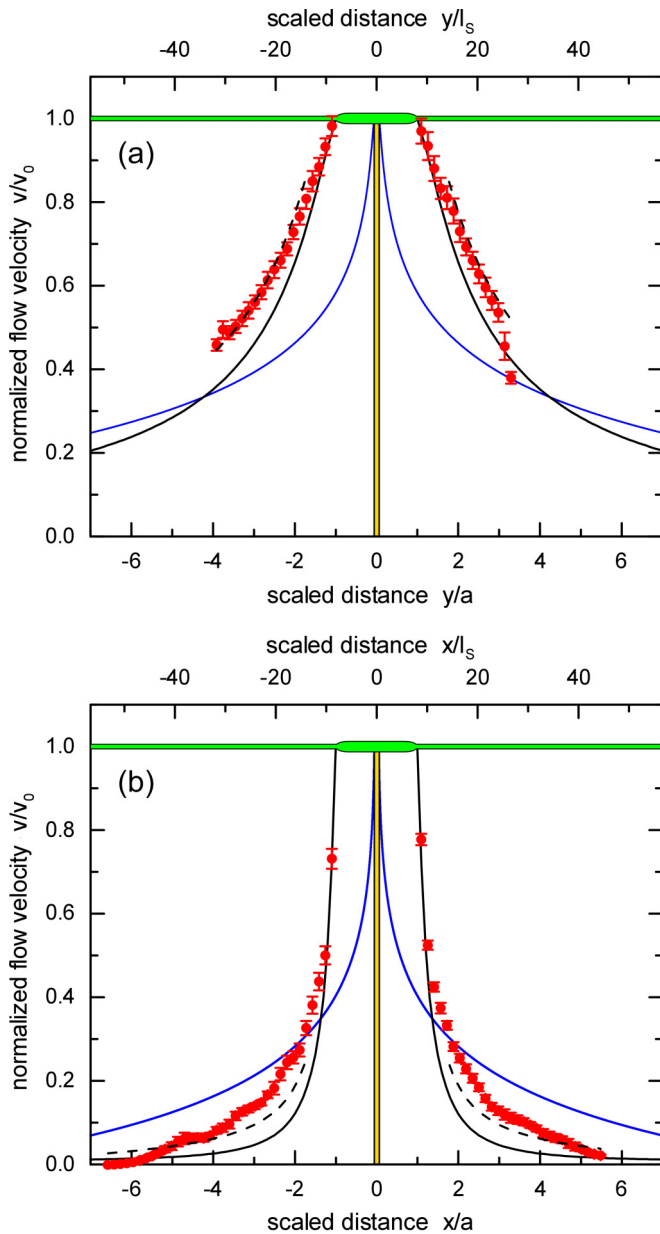 scaled distance y/l_S
-40 -20 0 20 40
1.0
(a)
0.8
0.6
0.4
0.2
0.0
normalized flow velocity v/v_0
-6 -4 -2 0 2 4 6
scaled distance y/a
scaled distance x/l_S
-40 -20 0 20 40
1.0
(b)
0.8
0.6
0.4
0.2
0.0
normalized flow velocity v/v_0
-6 -4 -2 0 2 4 6
scaled distance x/a